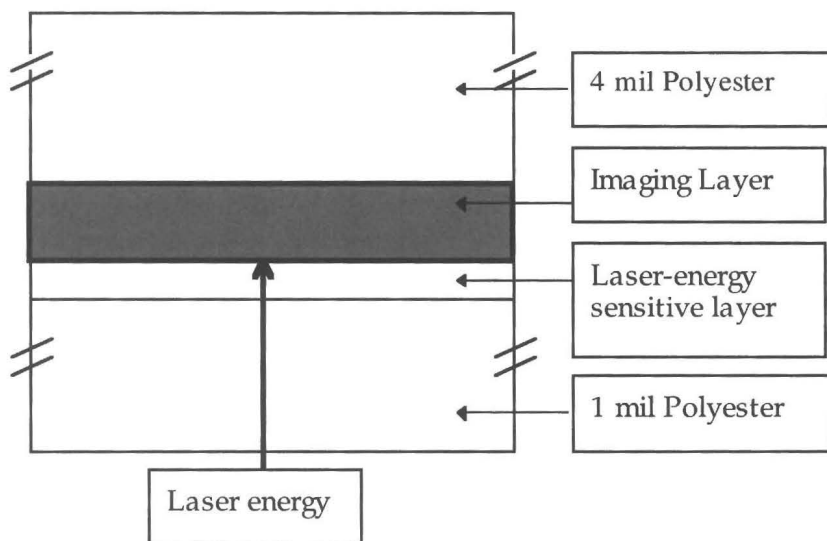 4 mil Polyester
Imaging Layer
Laser-energy
sensitive layer
1 mil Polyester
Laser energy